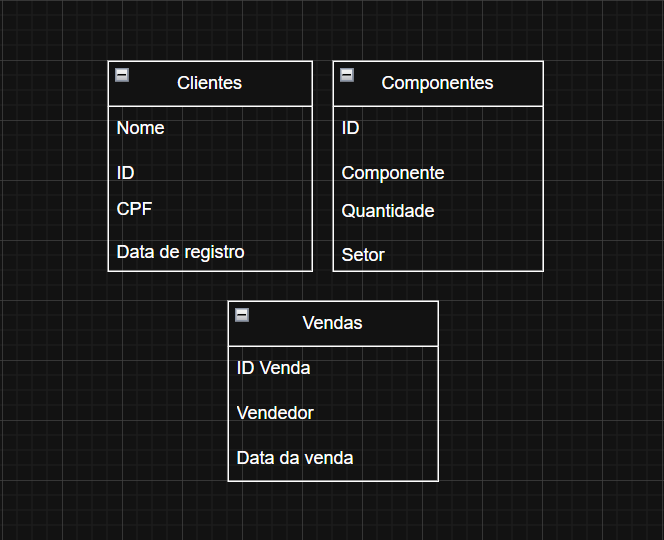 Clientes
Nome
ID
CPF
Data de registro
Componentes
ID
Componente
Quantidade
Setor
Vendas
ID Venda
Vendedor
Data da venda